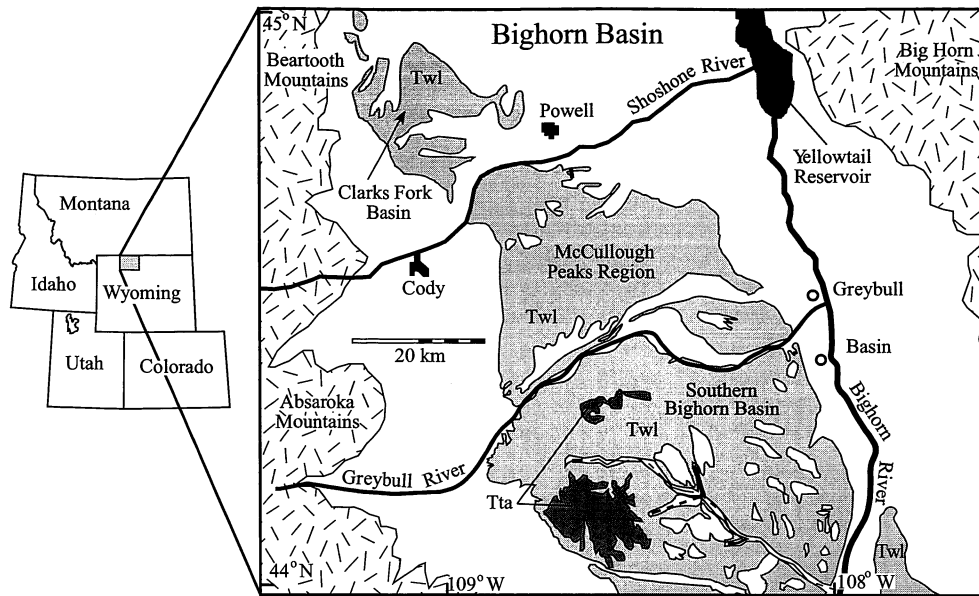 45° N
Bighorn Basin
Beartooth
Mountains
Twl
Big Horn
Mountains
Shoshone River
Powell
Yellowtail
Reservoir
Clarks Fork
Basin
Montana
Idaho
Wyoming
Utah
Colorado
McCullough
Peaks Region
Cody
Twl
Greybull
20 km
Basin
Absaroka
Mountains
Southern
Bighorn Basin
Twl
Bighorn
River
Greybull River
Tta
Twl
44° N
109° W
108° W